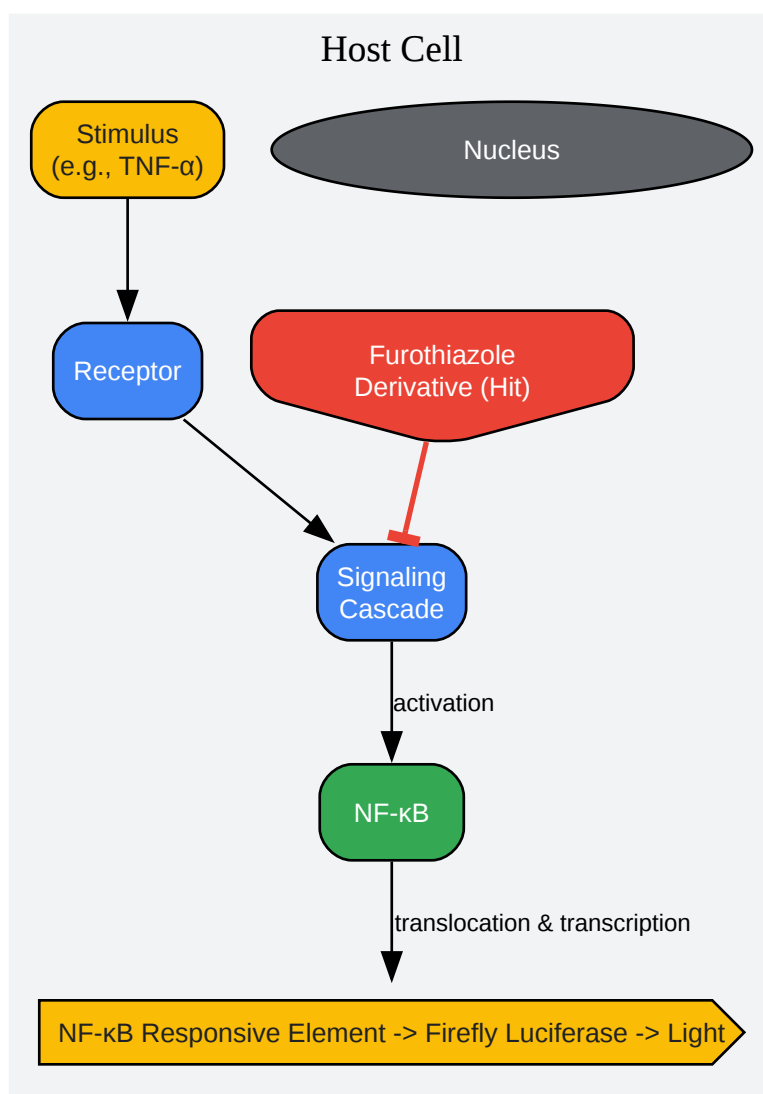 Host Cell
Stimulus
(e.g., TNF-α)
Nucleus
Receptor
Furothiazole
Derivative (Hit)
Signaling
Cascade
activation
NF-κB
translocation & transcription
NF-κB Responsive Element -> Firefly Luciferase -> Light